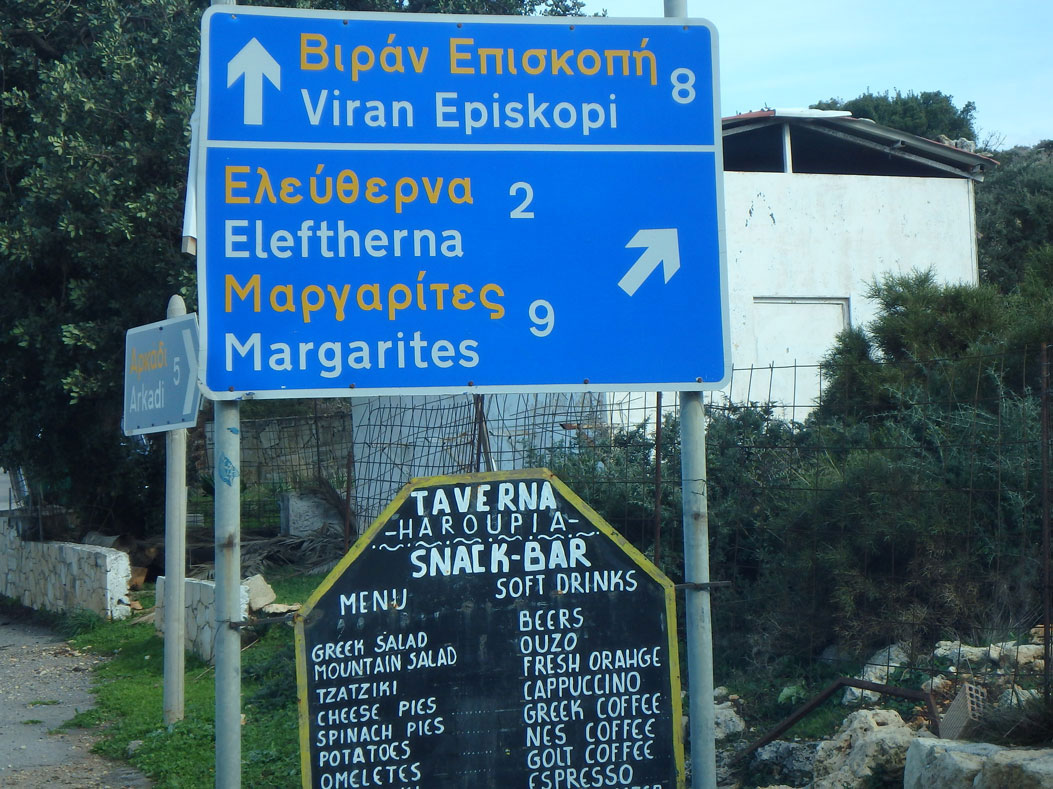 Βιράν Επισκοπή
Viran Episkopi 8
Ελεύθερνα 2
Eleftherna
Μαργαρίτες 9
Margarites
Αρκαδι
Arkadi 5
TAVERNA
-HAROUPIA-
SNACK-BAR
MENU
GREEK SALAD
MOUNTAIN SALAD
TZATZIKI
CHEESE PIES
SPINACH PIES
POTATOES
OMELETES
SOFT DRINKS
BEERS
OUZO
FRESH ORAHGE
CAPPUCCINO
GREEK COFFEE
NES COFFEE
GOLT COFFEE
ESPRESSO